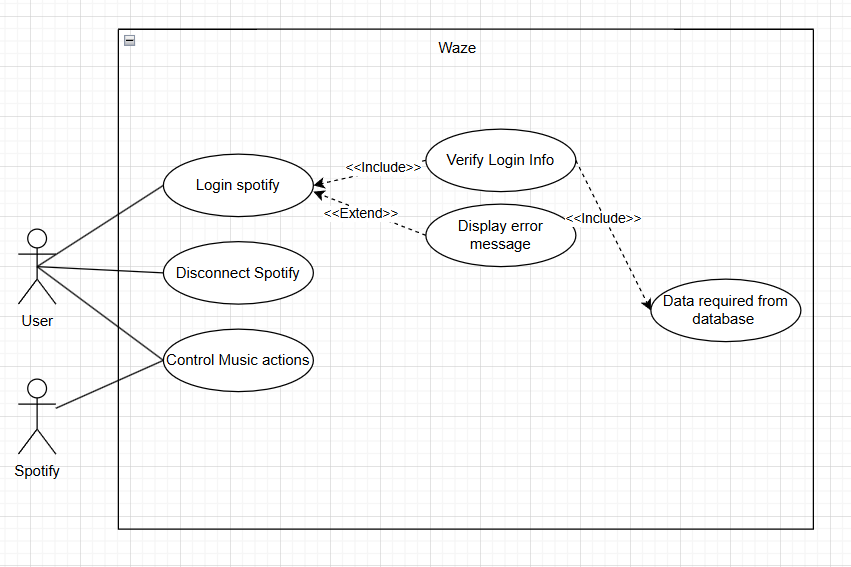 Waze
Verify Login Info
<<Include>>
Login spotify
<<Extend>>
Display error
message
<<Include>>
Disconnect Spotify
Data required from
database
User
Control Music actions
Spotify